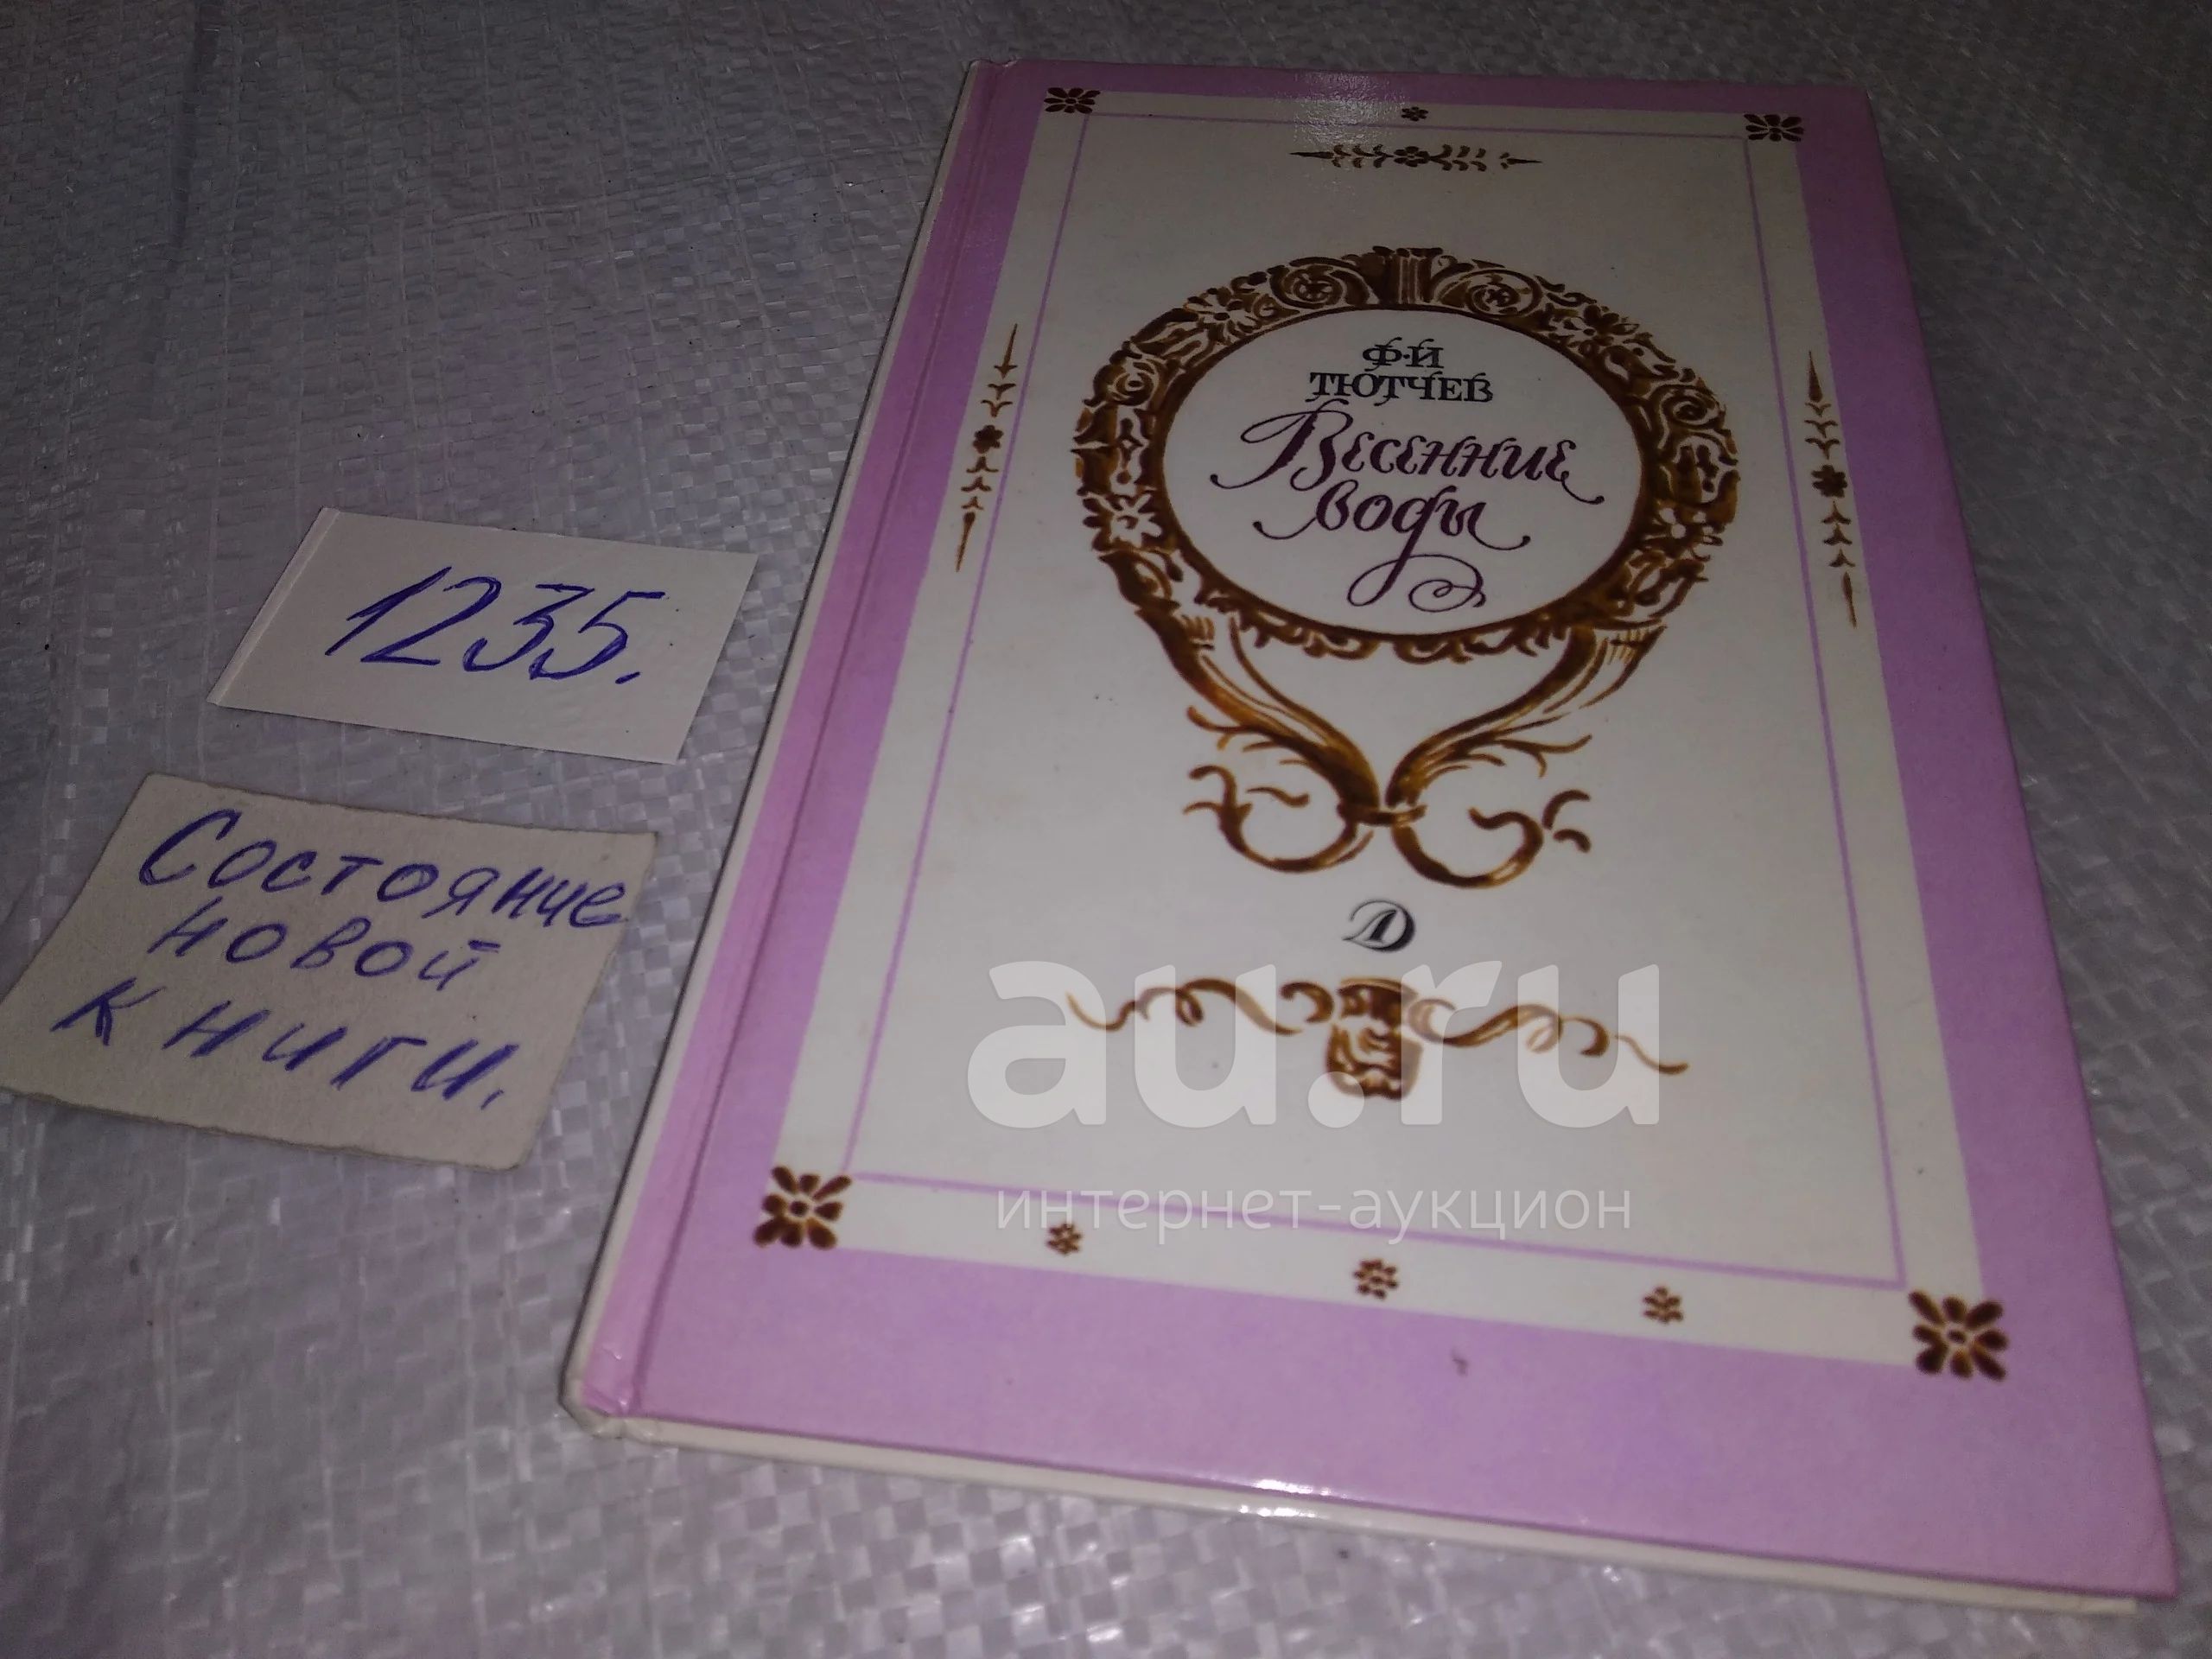 Ф·И
ТЮТЧЕВ
Весенние
воды
Д
1235.
Состояние
новой
книги.
au.ru
интернет-аукцион